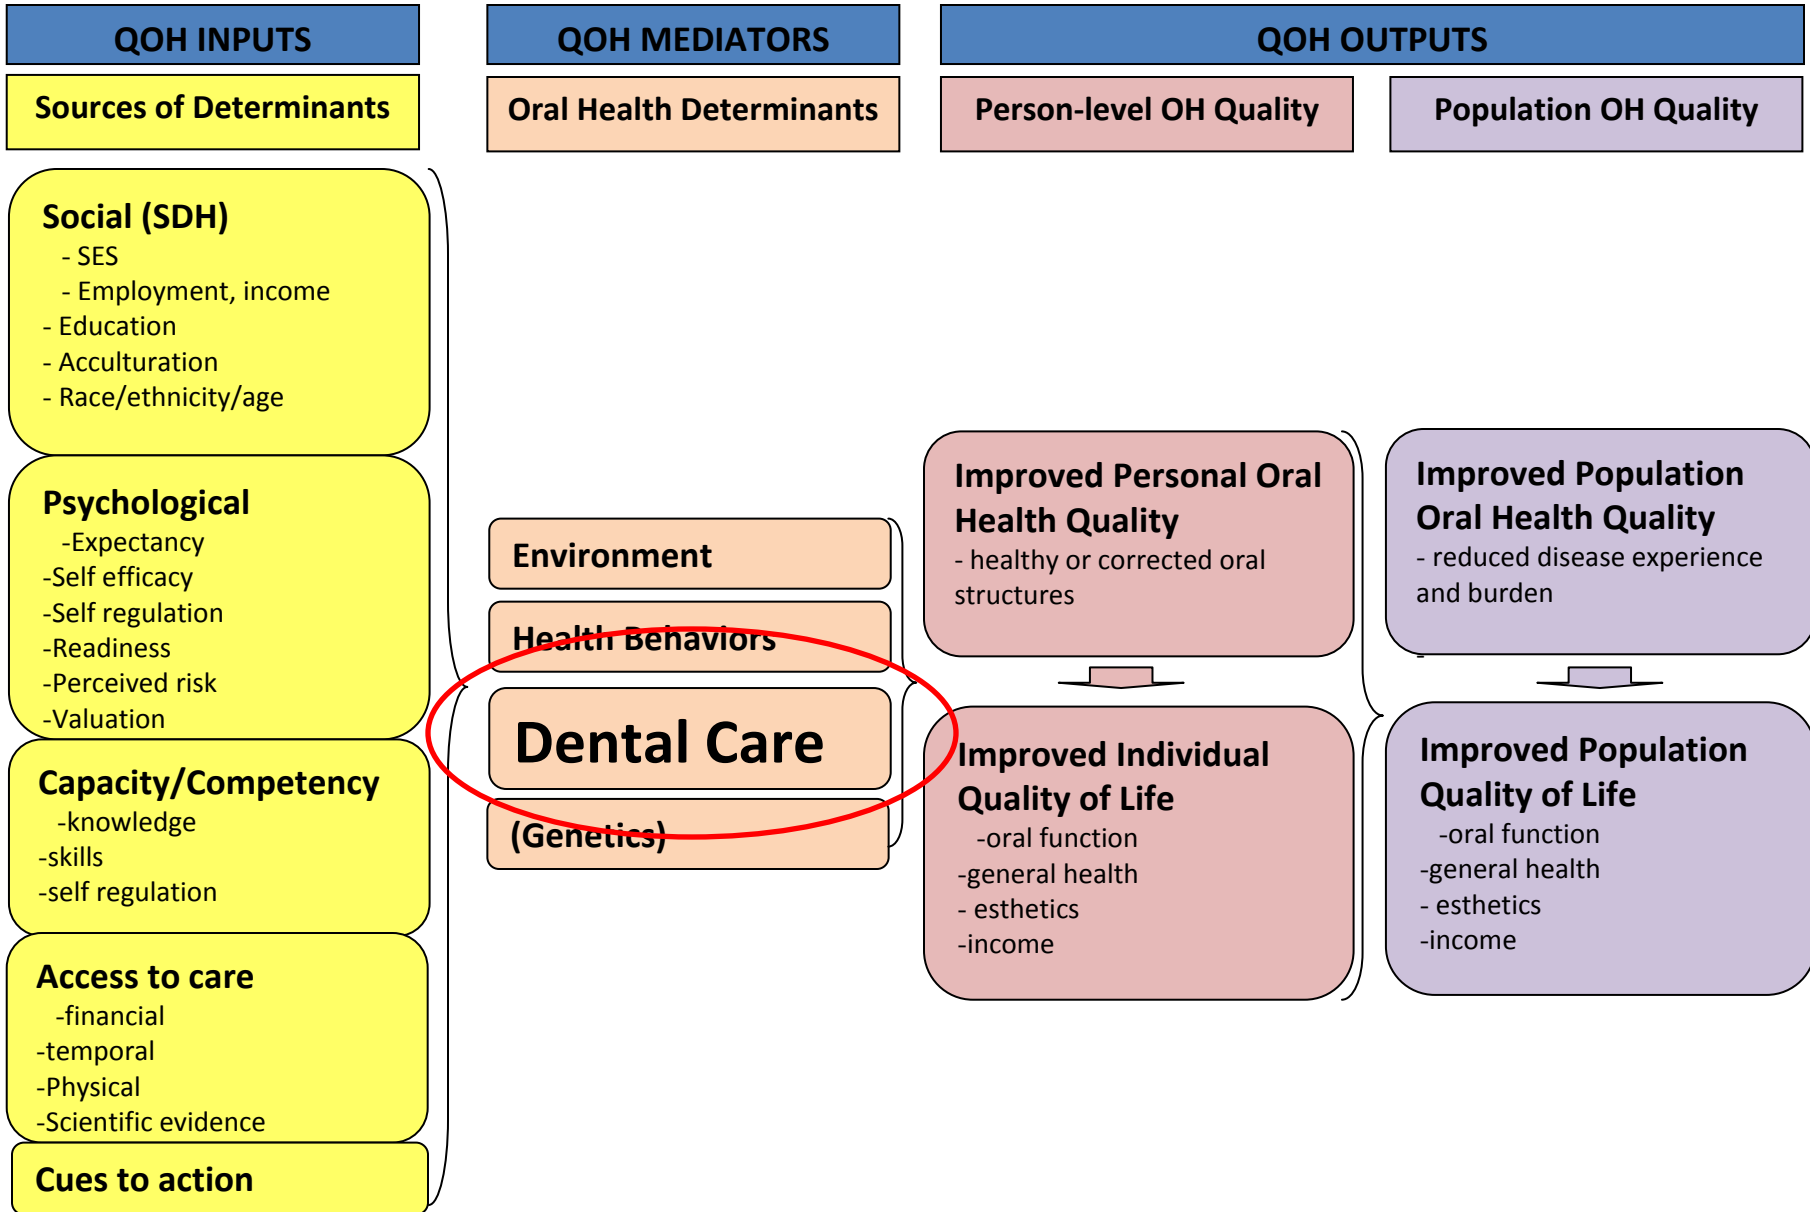 QOH INPUTS
QOH MEDIATORS
QOH OUTPUTS
Sources of Determinants
Oral Health Determinants
Person-level OH Quality
Population OH Quality
Social (SDH)
- SES
- Employment, income
- Education
- Acculturation
- Race/ethnicity/age
Psychological
-Expectancy
-Self efficacy
-Self regulation
-Readiness
-Perceived risk
-Valuation
Capacity/Competency
-knowledge
-skills
-self regulation
Access to care
-financial
-temporal
-Physical
-Scientific evidence
Cues to action
Environment
Health Behaviors
Dental Care
(Genetics)
Improved Personal Oral
Health Quality
- healthy or corrected oral
structures
Improved Individual
Quality of Life
-oral function
-general health
- esthetics
-income
Improved Population
Oral Health Quality
- reduced disease experience
and burden
-
Improved Population
Quality of Life
-oral function
-general health
- esthetics
-income